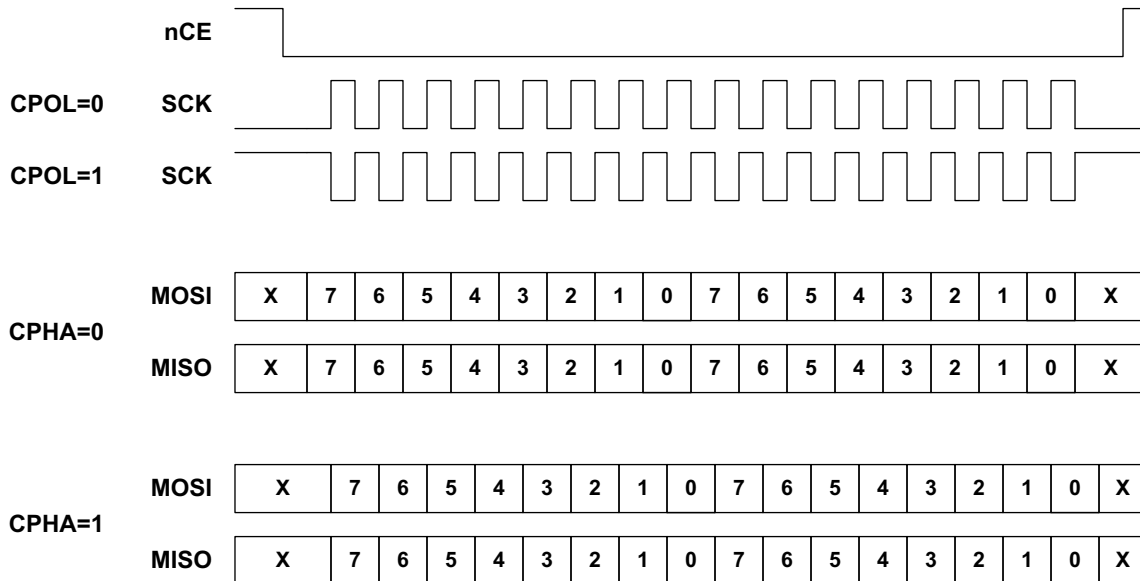 nCE
CPOL=0 SCK
CPOL=1 SCK
MOSI X 7 6 5 4 3 2 1 0 7 6 5 4 3 2 1 0 X
CPHA=0
MISO X 7 6 5 4 3 2 1 0 7 6 5 4 3 2 1 0 X
MOSI X 7 6 5 4 3 2 1 0 7 6 5 4 3 2 1 0 X
CPHA=1
MISO X 7 6 5 4 3 2 1 0 7 6 5 4 3 2 1 0 X